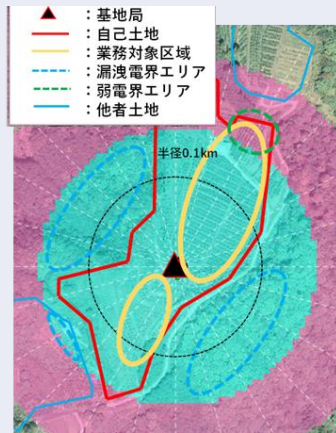 ：基地局
：自己土地
：業務対象区域
：漏洩電界エリア
：弱電界エリア
：他者土地
半径0.1km